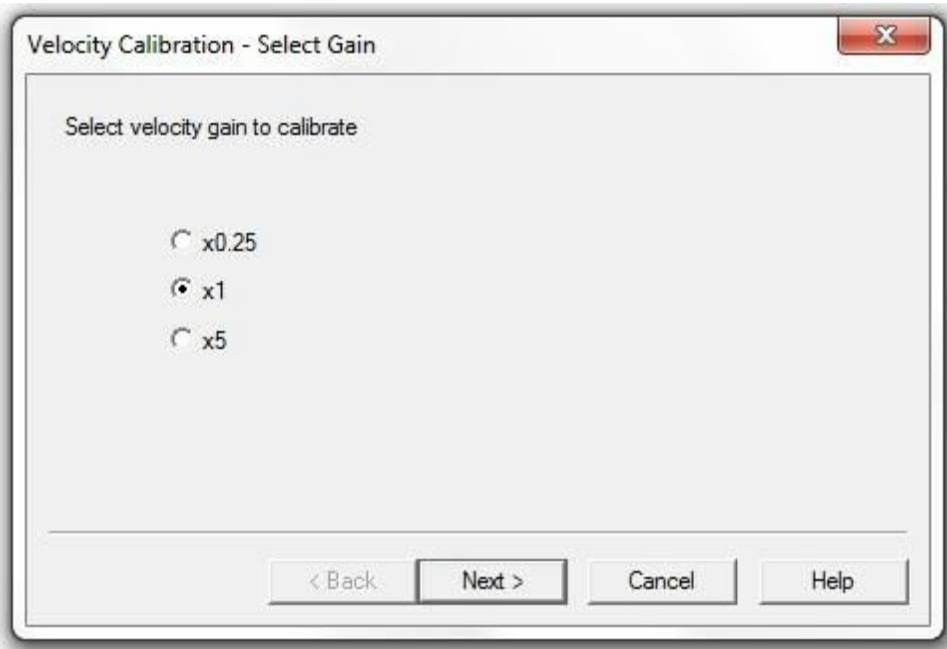 Velocity Calibration - Select Gain
Select velocity gain to calibrate
x0.25
x1
x5
< Back Next > Cancel Help